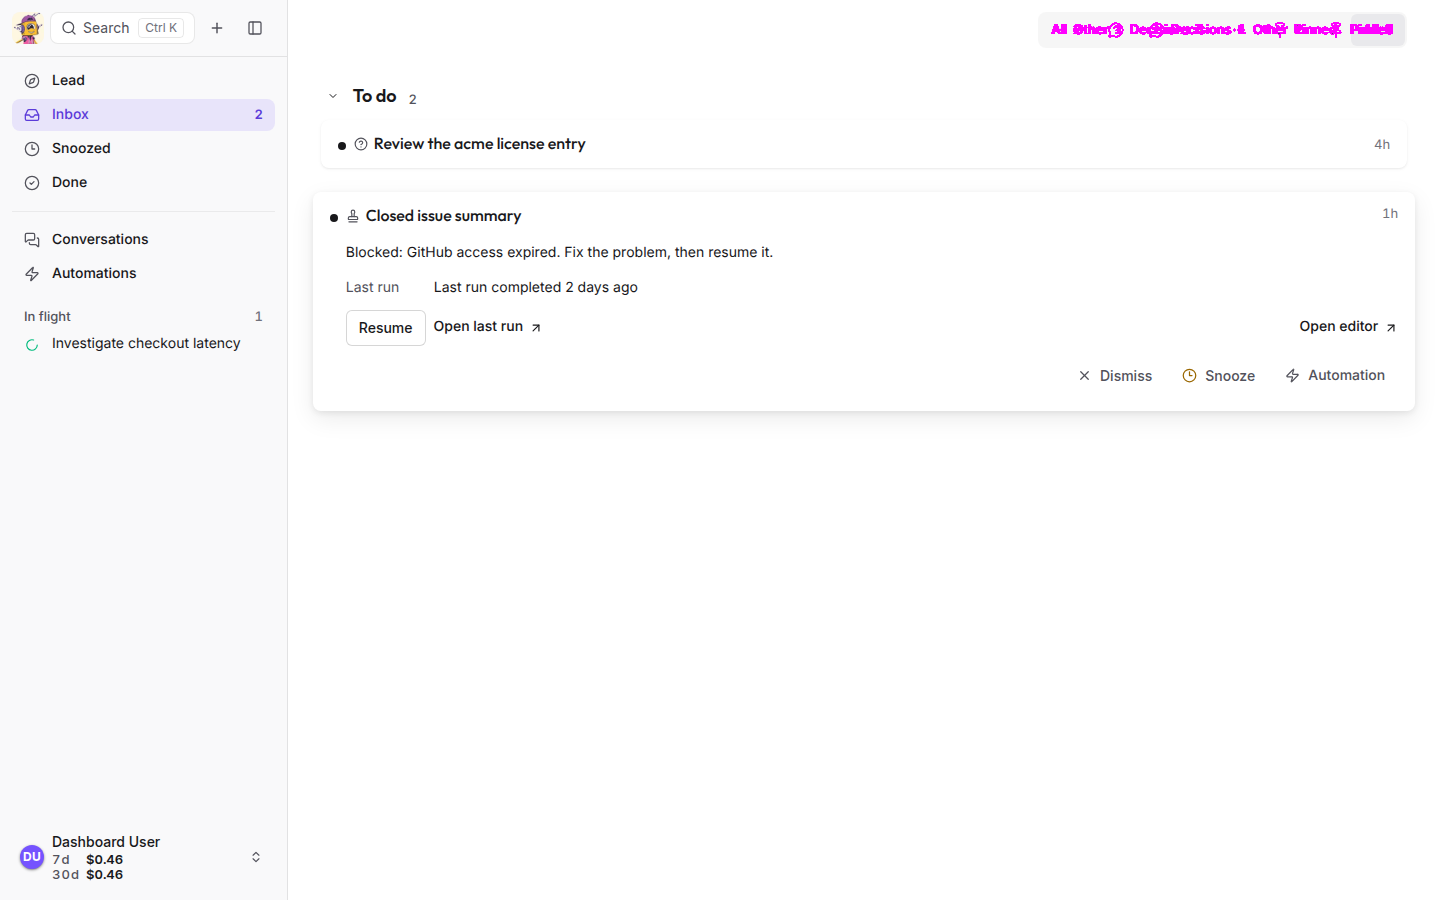 Search Ctrl K
Lead
Inbox 2
Snoozed
Done
Conversations
Automations
In flight 1
Investigate checkout latency
Dashboard User
DU
7d $0.46
30d $0.46
All
To do 2
Review the acme license entry 4h
Closed issue summary 1h
Blocked: GitHub access expired. Fix the problem, then resume it.
Last run Last run completed 2 days ago
Resume Open last run Open editor
Dismiss Snooze Automation